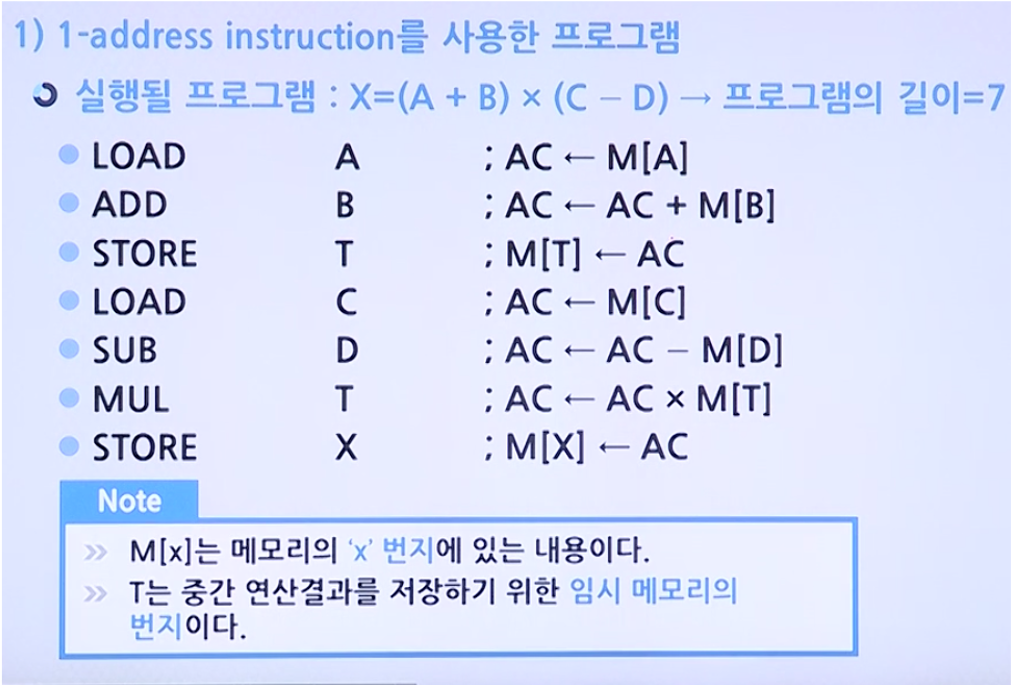 1) 1-address instruction를 사용한 프로그램
실행될 프로그램 : X=(A + B) × (C – D) → 프로그램의 길이=7
LOAD A ; AC ← M[A]
ADD B ; AC ← AC + M[B]
STORE T ; M[T] ← AC
LOAD C ; AC ← M[C]
SUB D ; AC ← AC – M[D]
MUL T ; AC ← AC × M[T]
STORE X ; M[X] ← AC
Note
» M[x]는 메모리의 ‘x’ 번지에 있는 내용이다.
» T는 중간 연산결과를 저장하기 위한 임시 메모리의
번지이다.